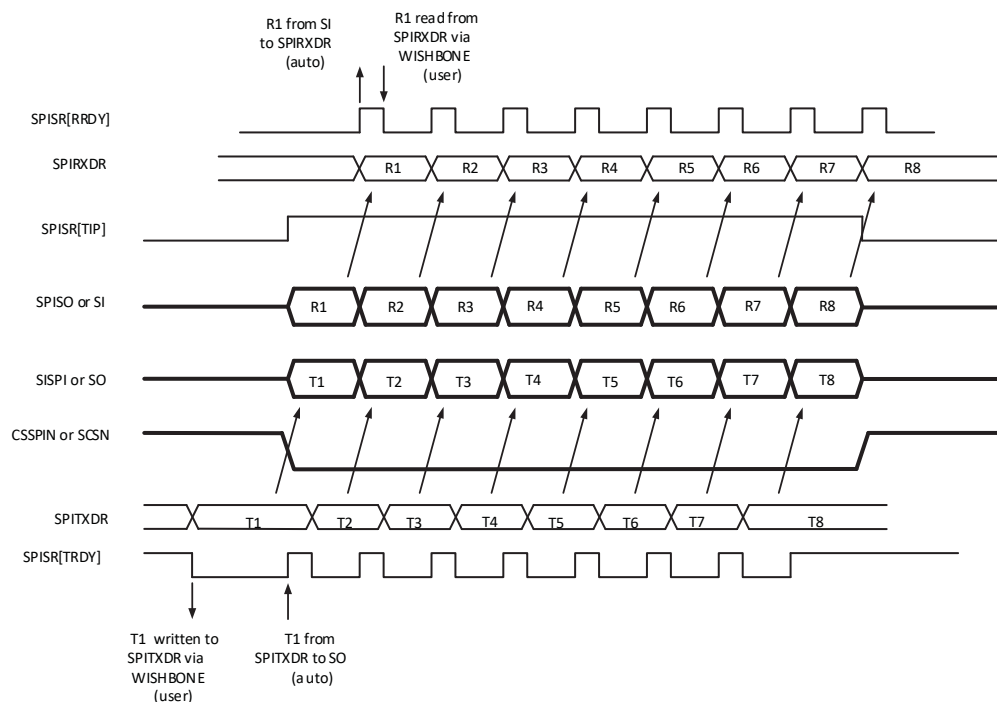 R1 from SI
to SPIRXDR
(auto)
R1 read from
SPIRXDR via
WISHBONE
(user)
SPISR[RRDY]
SPIRXDR
R1 R2 R3 R4 R5 R6 R7 R8
SPISR[TIP]
SPISO or SI
R1 R2 R3 R4 R5 R6 R7 R8
SISPI or SO
T1 T2 T3 T4 T5 T6 T7 T8
CSSPIN or SCSN
SPITXDR
T1 T2 T3 T4 T5 T6 T7 T8
SPISR[TRDY]
T1 written to
SPITXDR via
WISHBONE
(user)
T1 from
SPITXDR to SO
(auto)